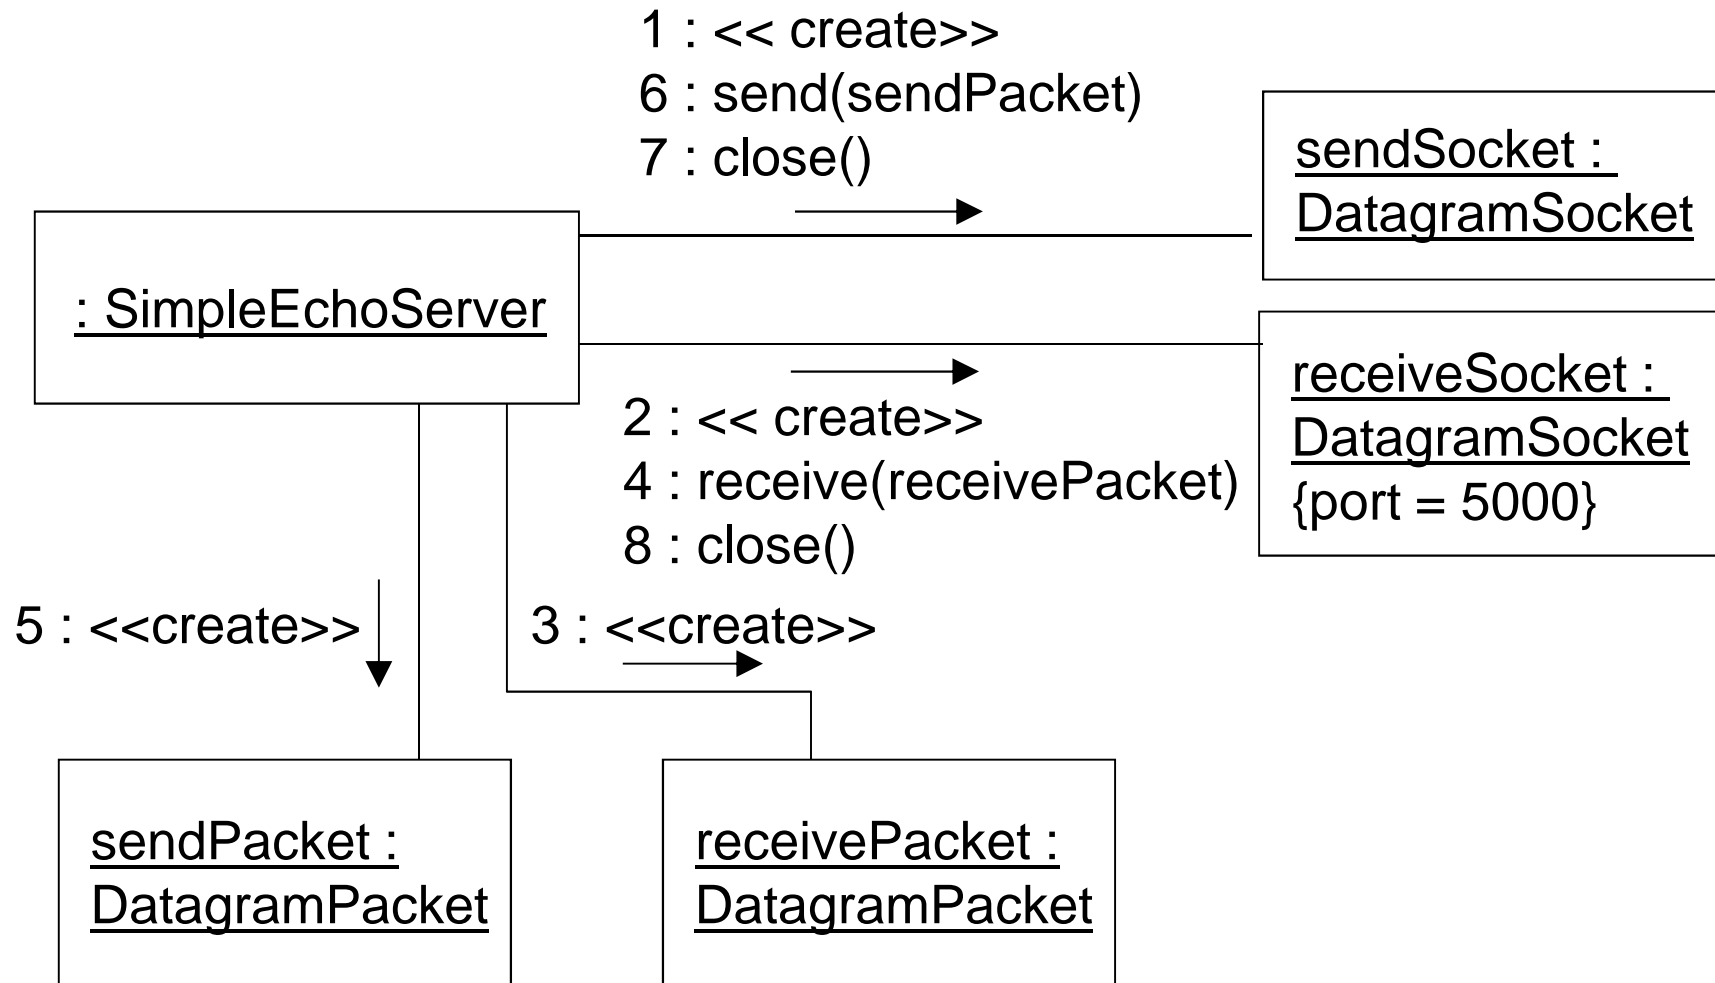 1 : << create>>
6 : send(sendPacket)
7 : close()
sendSocket :
DatagramSocket
: SimpleEchoServer
receiveSocket :
DatagramSocket
{port = 5000}
2 : << create>>
4 : receive(receivePacket)
8 : close()
5 : <<create>>
3 : <<create>>
sendPacket :
DatagramPacket
receivePacket :
DatagramPacket